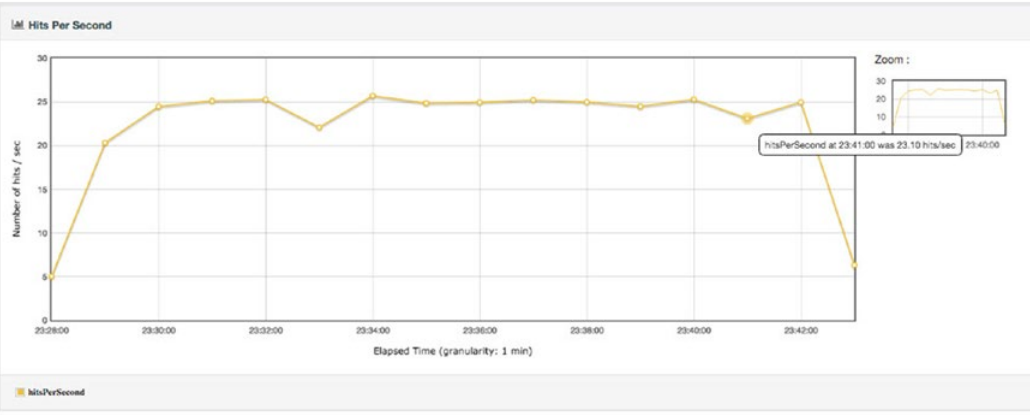 Hits Per Second
Zoom :
30
25
20
15
10
5
0
Number of hits / sec
23:28:00 23:30:00 23:32:00 23:34:00 23:36:00 23:38:00 23:40:00 23:42:00
Elapsed Time (granularity: 1 min)
30
20
10
0
23:40:00
hitsPerSecond at 23:41:00 was 23.10 hits/sec
hitsPerSecond